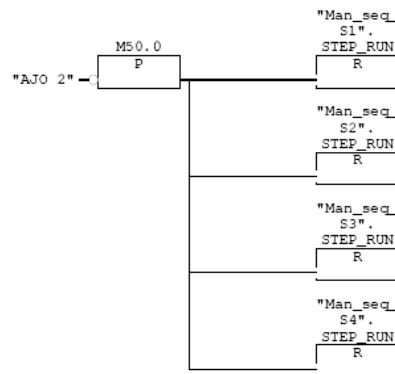 "Man_seq_
S1".
STEP_RUN
M50.0
P
R
"AJO 2"
"Man_seq_
S2".
STEP_RUN
R
"Man_seq_
S3".
STEP_RUN
R
"Man_seq_
S4".
STEP_RUN
R